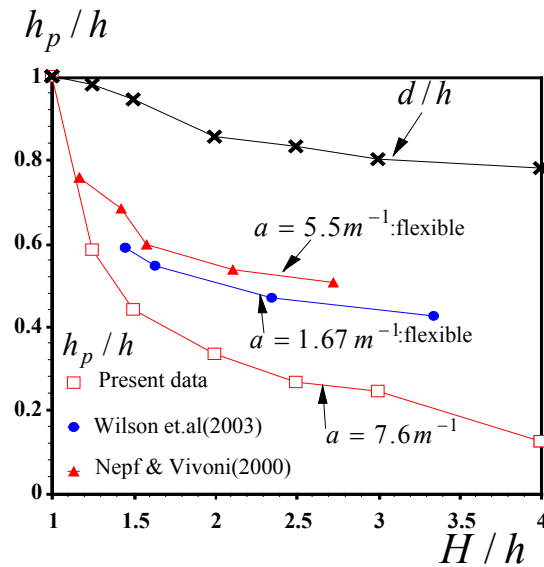 h_p / h
1
d / h
0.8
a = 5.5m⁻¹:flexible
0.6
0.4
a = 1.67 m⁻¹:flexible
h_p / h
Present data
a = 7.6m⁻¹
0.2
Wilson et.al(2003)
Nepf & Vivoni(2000)
0
1 1.5 2 2.5 3 3.5 4
H / h